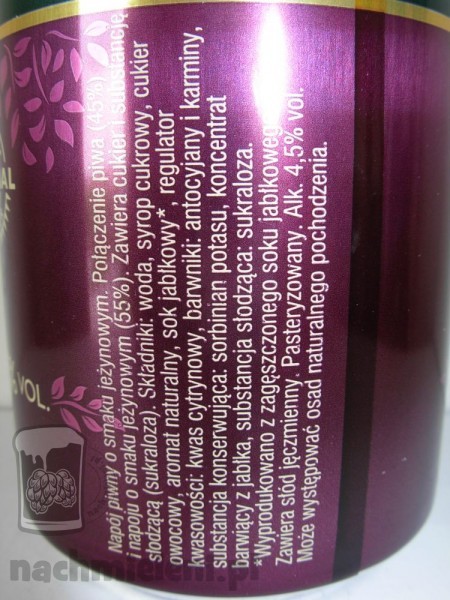 Napój piwny o smaku jeżynowym. Połączenie piwa (45%)
i napoju o smaku jeżynowym (55%). Zawiera cukier i substancję
słodzącą (sukraloza). Składniki: woda, syrop cukrowy, cukier
owocowy, aromat naturalny, sok jabłkowy*, regulator
kwasowości: kwas cytrynowy, barwniki: antocyjany i karminy,
substancja konserwująca: sorbinian potasu, koncentrat
barwiący z jabłka, substancja słodząca: sukraloza.
*Wyprodukowano z zagęszczonego soku jabłkowego.
Zawiera słód jęczmienny. Pasteryzowany. Alk. 4,5% vol.
Może występować osad naturalnego pochodzenia.
VOL.
nachmieleni.pl